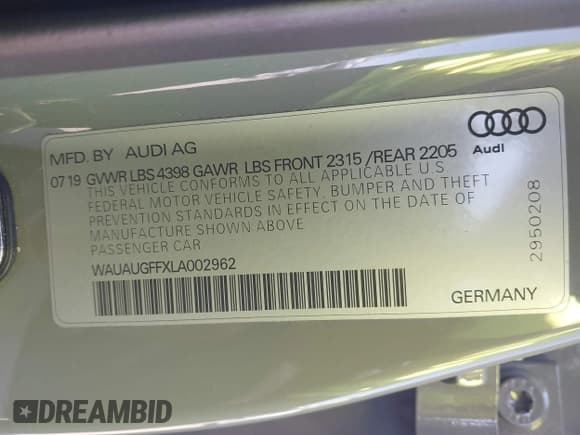 MFD. BY AUDI AG
07 19 GVWR LBS 4398 GAWR LBS FRONT 2315 /REAR 2205
Audi
THIS VEHICLE CONFORMS TO ALL APPLICABLE U.S.
FEDERAL MOTOR VEHICLE SAFETY, BUMPER AND THEFT
PREVENTION STANDARDS IN EFFECT ON THE DATE OF
MANUFACTURE SHOWN ABOVE
PASSENGER CAR
WAUAUGFFXLA002962
2950208
GERMANY
DREAMBID